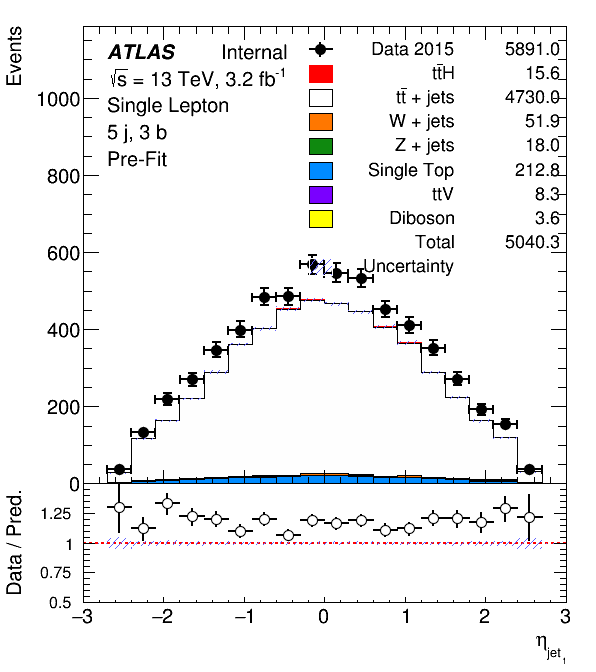 Events
ATLAS Internal
√s = 13 TeV, 3.2 fb-1
Single Lepton
5 j, 3 b
Pre-Fit
Data 2015 5891.0
tt̄H 15.6
tt̄ + jets 4730.0
W + jets 51.9
Z + jets 18.0
Single Top 212.8
ttV 8.3
Diboson 3.6
Total 5040.3
Uncertainty
1000
800
600
400
200
0
Data / Pred.
1.25
1
0.75
0.5
−3 −2 −1 0 1 2 3
ηjet1